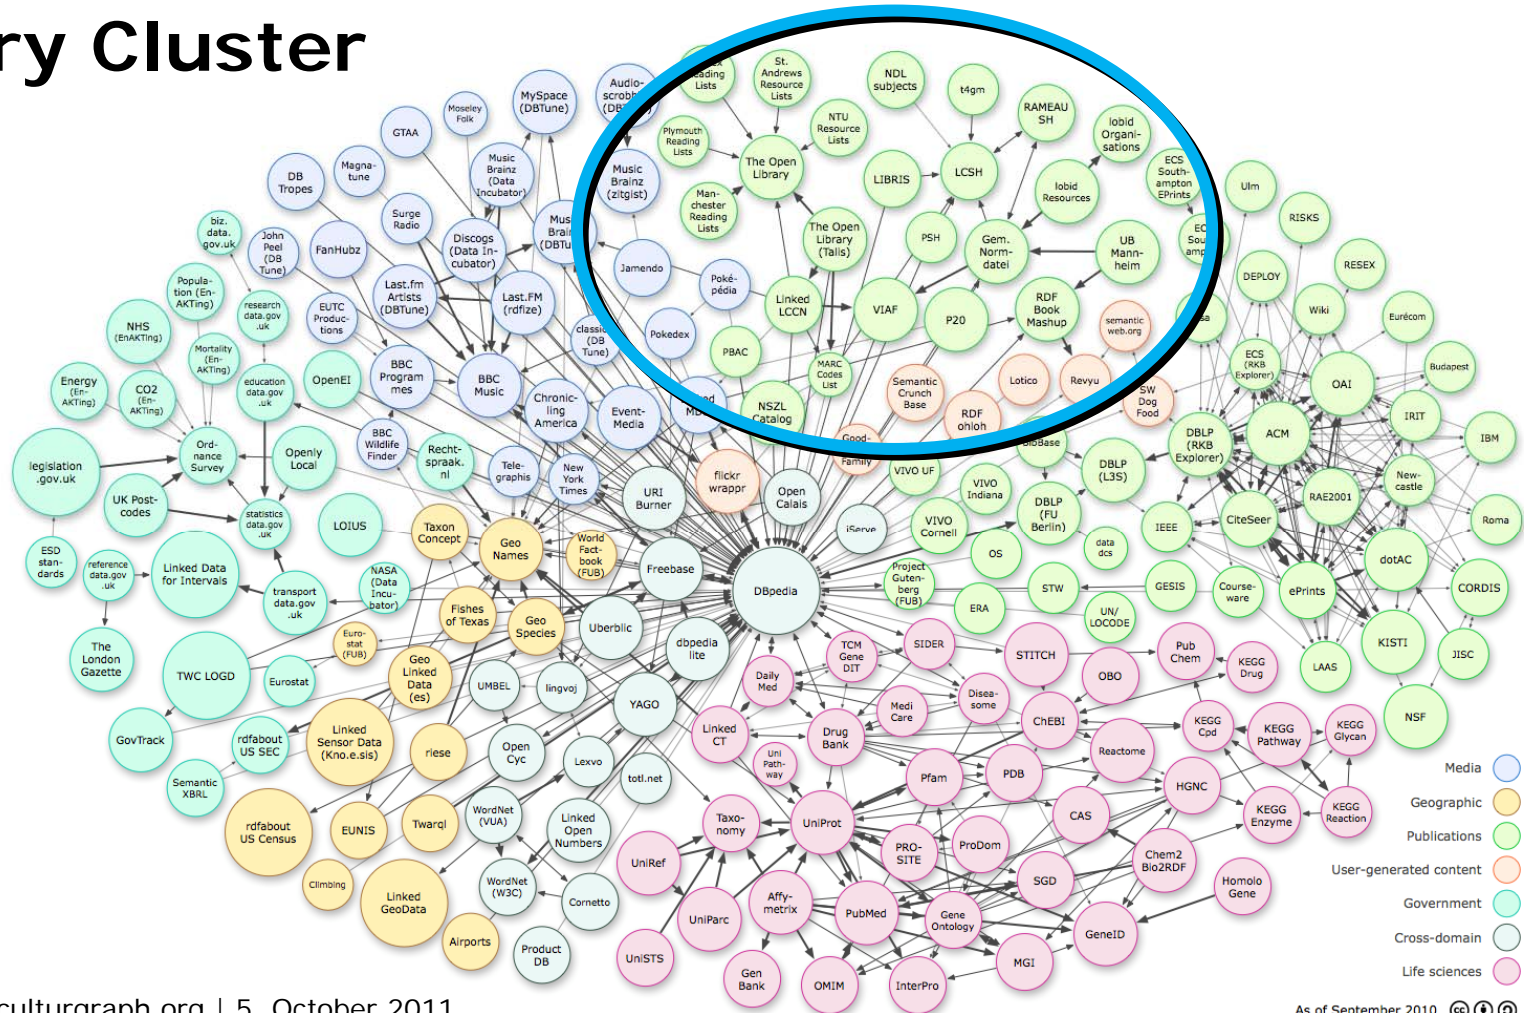 ry Cluster
Audio-
scrobb
(DB
MySpace
(DBTune)
Moseley
Folk
GTAA
Magna-
tune
DB
Tropes
Music
Brainz
(Data
Incubator)
Music
Brainz
(zitgist)
Surge
Radio
Discogs
(Data In-
cubator)
biz.
data.
gov.uk
John
Peel
(DB
Tune)
FanHubz
Last.fm
Artists
(DBTune)
Last.FM
(rdfize)
Jamendo
Poké-
pédia
Pokedex
Popula-
tion (En-
AKTing)
research
data.gov
.uk
EUTC
Produc-
tions
NHS
(EnAKTing)
Mortality
(En-
AKTing)
Energy
(En-
AKTing)
CO2
(En-
AKTing)
education
data.gov
.uk
OpenEI
BBC
Program
mes
BBC
Music
Chronic-
ling
America
Event-
Media
eading
Lists
St.
Andrews
Resource
Lists
NDL
subjects
t4gm
RAMEAU
SH
lobid
Organi-
sations
Plymouth
Reading
Lists
NTU
Resource
Lists
The Open
Library
LIBRIS
LCSH
lobid
Resources
ECS
South-
ampton
EPrints
Man-
chester
Reading
Lists
The Open
Library
(Talis)
PSH
Gem.
Norm-
datei
UB
Mann-
heim
Linked
LCCN
VIAF
P20
RDF
Book
Mashup
semantic
web.org
PBAC
MARC
Codes
List
NSZL
Catalog
Semantic
Crunch
Base
RDF
ohloh
Lotico
Revyu
SW
Dog
Food
Good-
Family
Ulm
RISKS
DEPLOY
RESEX
Wiki
Eurécom
ECS
(RKB
Explorer)
OAI
Budapest
IRIT
IBM
DBLP
(RKB
Explorer)
ACM
New-
castle
RAE2001
CiteSeer
IEEE
Roma
dotAC
CORDIS
ePrints
Course-
ware
KISTI
LAAS
JISC
NSF
legislation
.gov.uk
Ord-
nance
Survey
Openly
Local
BBC
Wildlife
Finder
Recht-
spraak.
nl
Tele-
graphis
New
York
Times
URI
Burner
flickr
wrappr
Open
Calais
iServe
VIVO UF
VIVO
Indiana
VIVO
Cornell
BioBase
DBLP
(L3S)
DBLP
(FU
Berlin)
data
dcs
OS
UK Post-
codes
statistics
data.gov
.uk
LOIUS
Taxon
Concept
Geo
Names
World
Fact-
book
(FUB)
Freebase
DBpedia
Project
Guten-
berg
(FUB)
ERA
STW
GESIS
UN/
LOCODE
ESD
stan-
dards
reference
data.gov
.uk
Linked Data
for Intervals
transport
data.gov
.uk
NASA
(Data
Incu-
bator)
Fishes
of Texas
Geo
Species
Uberblic
dbpedia
lite
The
London
Gazette
TWC LOGD
Euro-
stat
(FUB)
Eurostat
Geo
Linked
Data
(es)
UMBEL
lingvoj
YAGO
GovTrack
rdfabout
US SEC
Semantic
XBRL
Linked
Sensor Data
(Kno.e.sis)
riese
Open
Cyc
Lexvo
totl.net
rdfabout
US Census
EUNIS
Twarql
WordNet
(VUA)
Linked
Open
Numbers
Climbing
Linked
GeoData
WordNet
(W3C)
Cornetto
Airports
Product
DB
Daily
Med
TCM
Gene
DIT
SIDER
STITCH
Pub
Chem
KEGG
Drug
OBO
Medi
Care
Disea-
some
ChEBI
Linked
CT
Drug
Bank
KEGG
Cpd
KEGG
Pathway
KEGG
Glycan
Uni
Path-
way
Pfam
PDB
Reactome
HGNC
KEGG
Enzyme
KEGG
Reaction
Taxo-
nomy
UniProt
PRO-
SITE
ProDom
CAS
Chem2
Bio2RDF
Homolo
Gene
UniRef
UniParc
Affy-
metrix
PubMed
Gene
Ontology
SGD
GeneID
UniSTS
Gen
Bank
OMIM
InterPro
MGI
Media
Geographic
Publications
User-generated content
Government
Cross-domain
Life sciences
culturgraph.org | 5. October 2011
As of September 2010